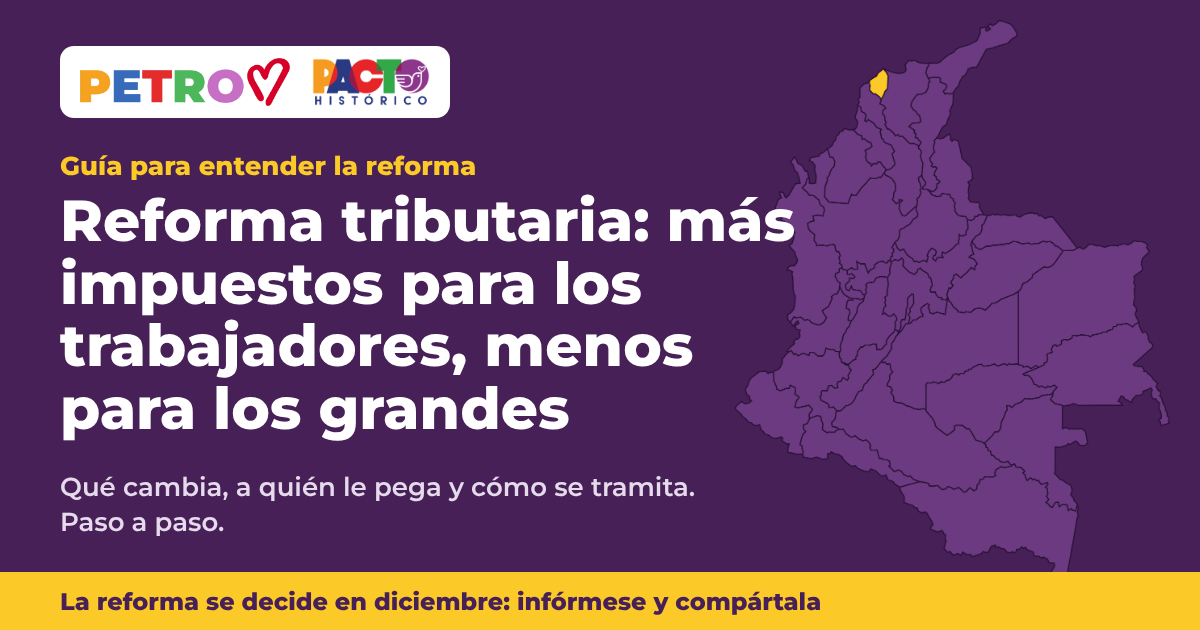 PETRO
PACTO
HISTÓRICO
Guía para entender la reforma
Reforma tributaria: más
impuestos para los
trabajadores, menos
para los grandes
Qué cambia, a quién le pega y cómo se tramita.
Paso a paso.
La reforma se decide en diciembre: infórmese y compártala